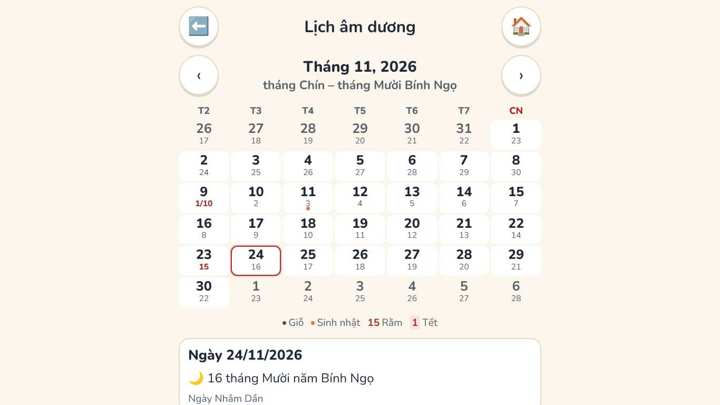 Lịch âm dương
‹ Tháng 11, 2026 ›
tháng Chín – tháng Mười Bính Ngọ
T2 T3 T4 T5 T6 T7 CN
26 27 28 29 30 31 1
17 18 19 20 21 22 23
2 3 4 5 6 7 8
24 25 26 27 28 29 30
9 10 11 12 13 14 15
1/10 2 3 4 5 6 7
16 17 18 19 20 21 22
8 9 10 11 12 13 14
23 24 25 26 27 28 29
15 16 17 18 19 20 21
30 1 2 3 4 5 6
22 23 24 25 26 27 28
Giỗ Sinh nhật 15 Rằm 1 Tết
Ngày 24/11/2026
🌙 16 tháng Mười năm Bính Ngọ
Ngày Nhâm Dần